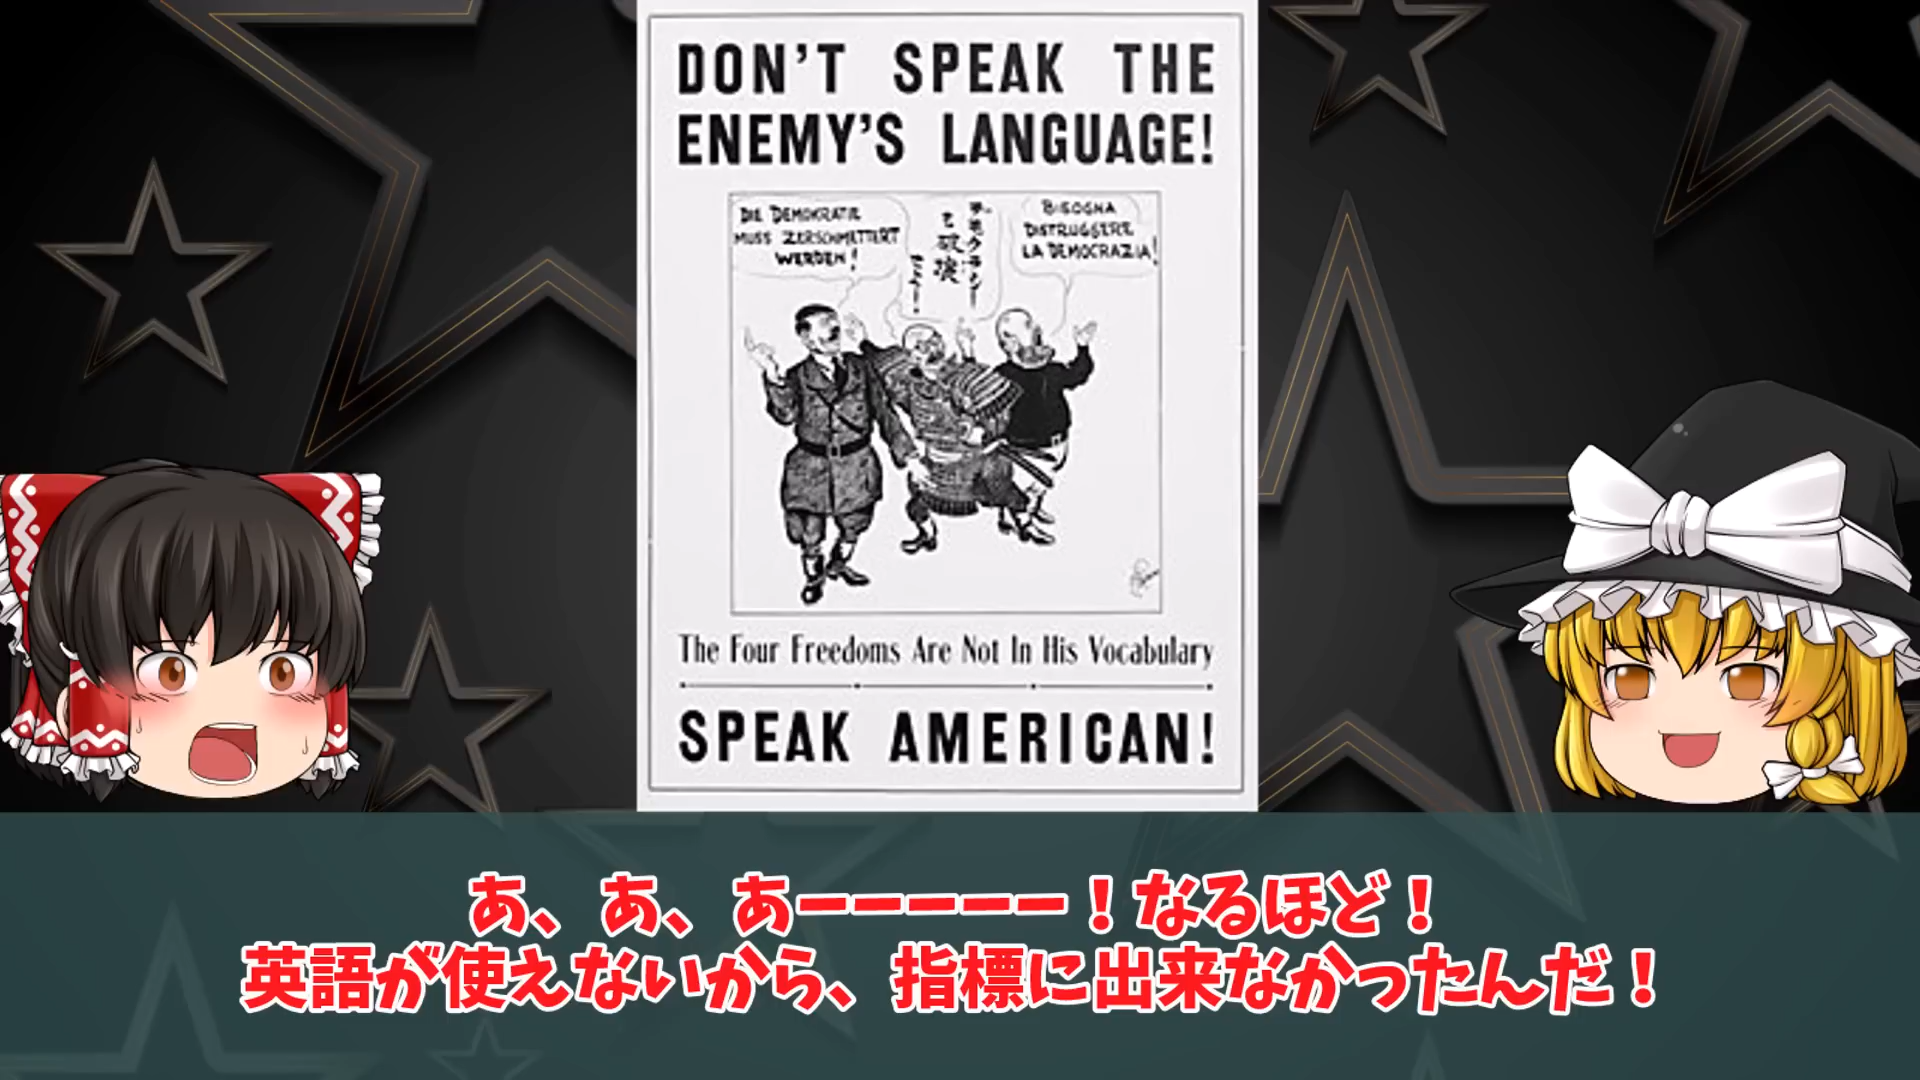 DON'T SPEAK THE
ENEMY'S LANGUAGE!
DIE DEMOKRATIE
MUSS ZERSCHMETTERT
WERDEN!
デモクラシー
を破壊
BISOGNA
DISTRUGGERE
LA DEMOCRAZIA!
The Four Freedoms Are Not In His Vocabulary
SPEAK AMERICAN!
あ、あ、あーーーーー！なるほど！
英語が使えないから、指標に出来なかったんだ！